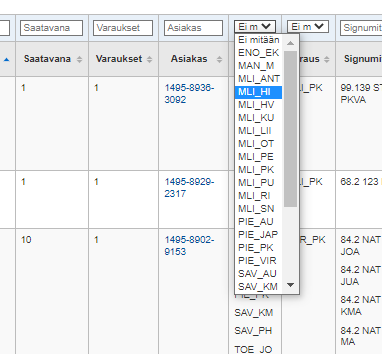 Saatavana Varaukset Asiakas Ei m Ei m Signumit
Saatavana Varaukset Asiakas raus Signumi
Ei mitään
ENO_EK
MAN_M
MLI_ANT
MLI_HI
MLI_HV
MLI_KU
MLI_LII
MLI_OT
MLI_PE
MLI_PK
MLI_PU
MLI_RI
MLI_SN
PIE_AU
PIE_JAP
PIE_PK
PIE_VIR
SAV_AU
SAV_KM
1 1 1495-8936-
3092
I_PK 99.139 S
PKVA
1 1 1495-8929-
2317
I_PK 68.2 123
10 1 1495-8902-
9153
R_PK 84.2 NAT
JOA
84.2 NAT
JUA
84.2 NAT
KMA
84.2 NAT
PIE_PK
SAV_KM
SAV_PH
TOE_JO